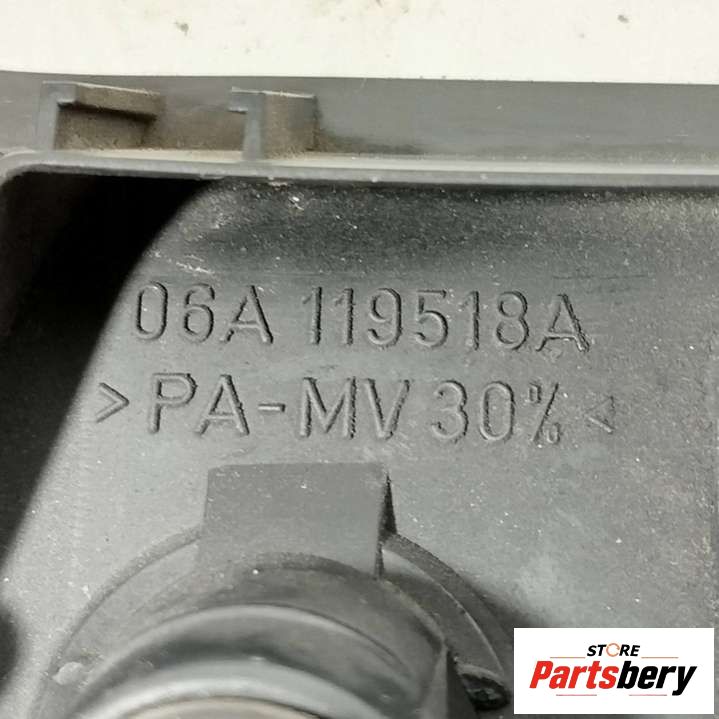 06A 119518A
>PA-MV 30%<
STORE
Partsbery